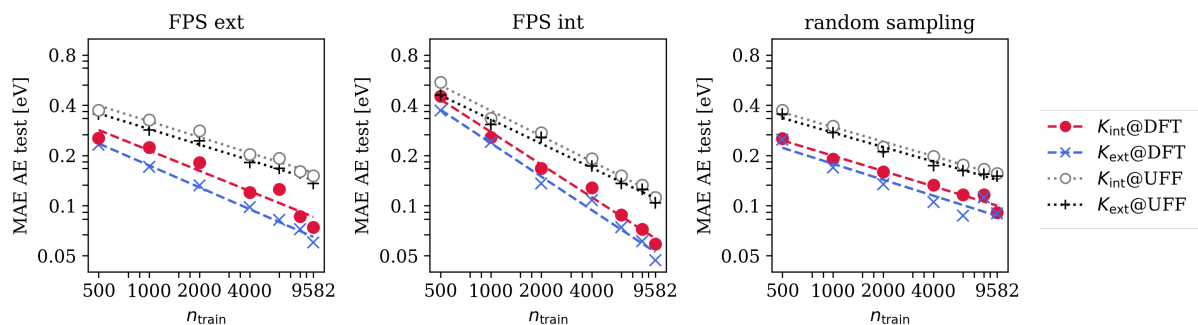 FPS ext
MAE AE test [eV]
0.8
0.4
0.2
0.1
0.05
500 1000 2000 4000 9582
n_train
FPS int
MAE AE test [eV]
0.8
0.4
0.2
0.1
0.05
500 1000 2000 4000 9582
n_train
random sampling
MAE AE test [eV]
0.8
0.4
0.2
0.1
0.05
500 1000 2000 4000 9582
n_train
K_int@DFT
K_ext@DFT
K_int@UFF
K_ext@UFF